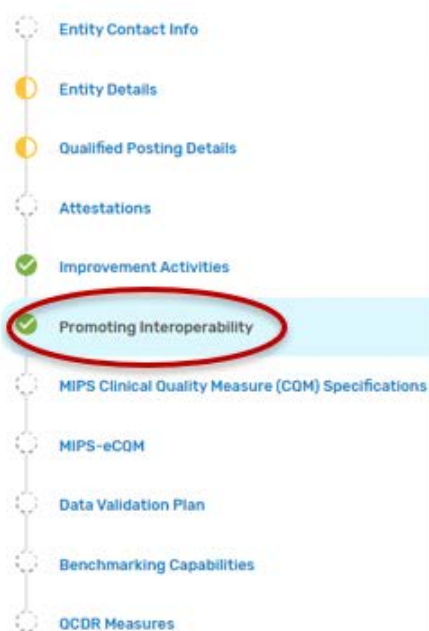 Entity Contact Info
Entity Details
Qualified Posting Details
Attestations
Improvement Activities
Promoting Interoperability
MIPS Clinical Quality Measure (CQM) Specifications
MIPS-eCQM
Data Validation Plan
Benchmarking Capabilities
QCDR Measures